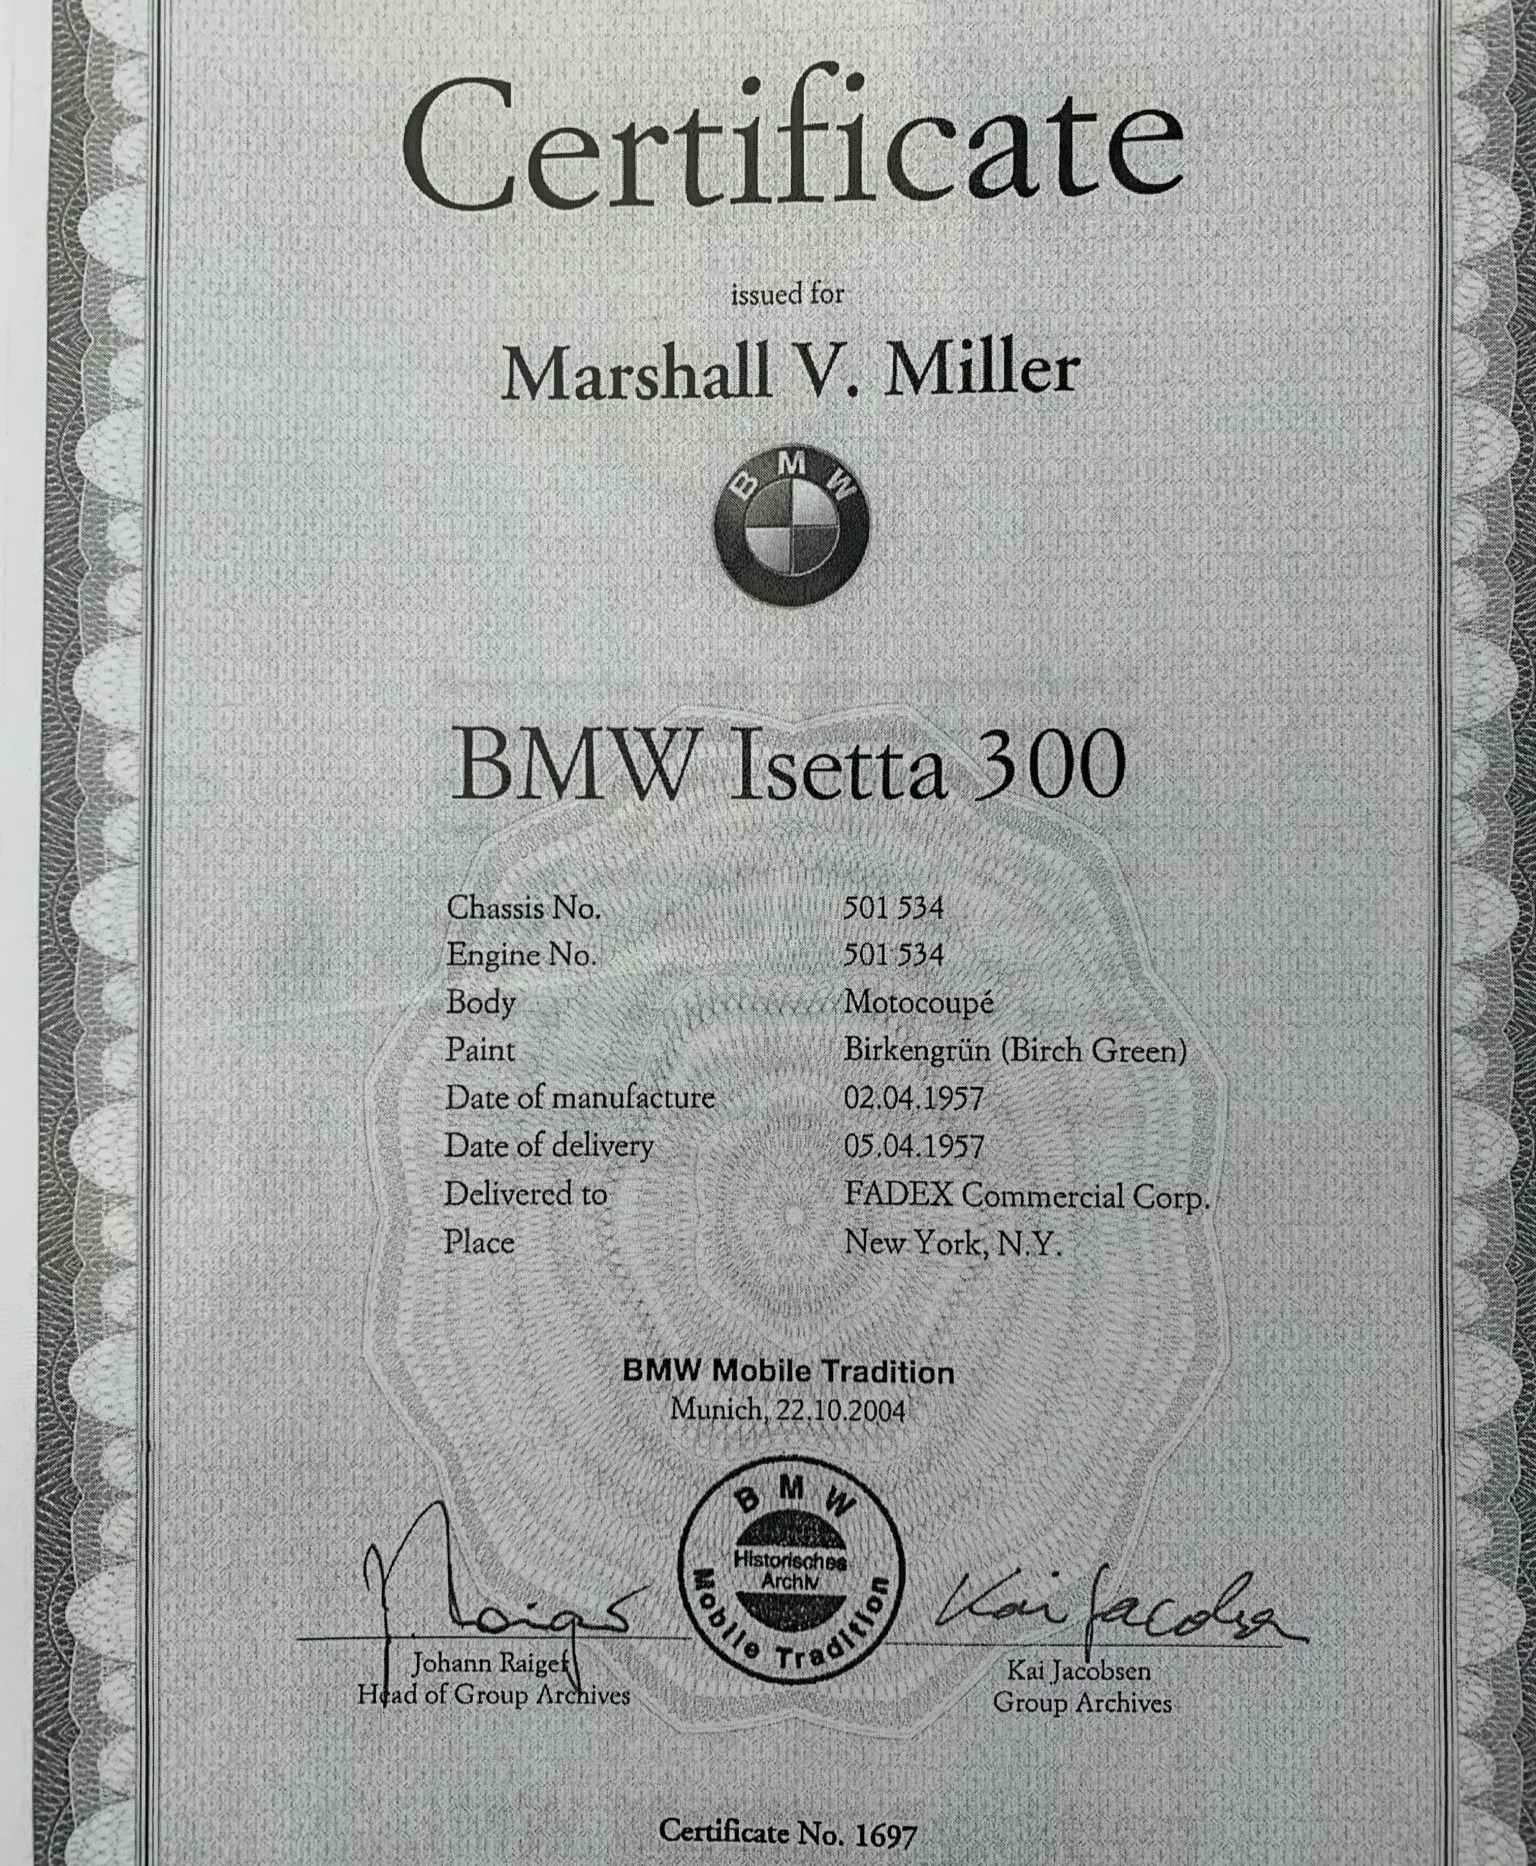 Certificate
issued for
Marshall V. Miller
BMW
BMW Isetta 300
Chassis No. 501 534
Engine No. 501 534
Body Motocoupé
Paint Birkengrün (Birch Green)
Date of manufacture 02.04.1957
Date of delivery 05.04.1957
Delivered to FADEX Commercial Corp.
Place New York, N.Y.
BMW Mobile Tradition
Munich, 22.10.2004
BMW
Historisches
Archiv
Mobile Tradition
Kai Jacobsen
Johann Raigel
Head of Group Archives
Kai Jacobsen
Group Archives
Certificate No. 1697